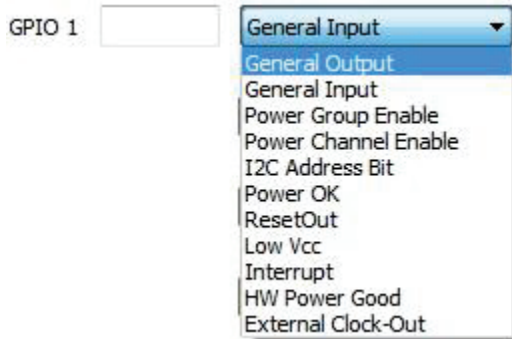 GPIO 1 General Input
General Output
General Input
Power Group Enable
Power Channel Enable
I2C Address Bit
Power OK
ResetOut
Low Vcc
Interrupt
HW Power Good
External Clock-Out